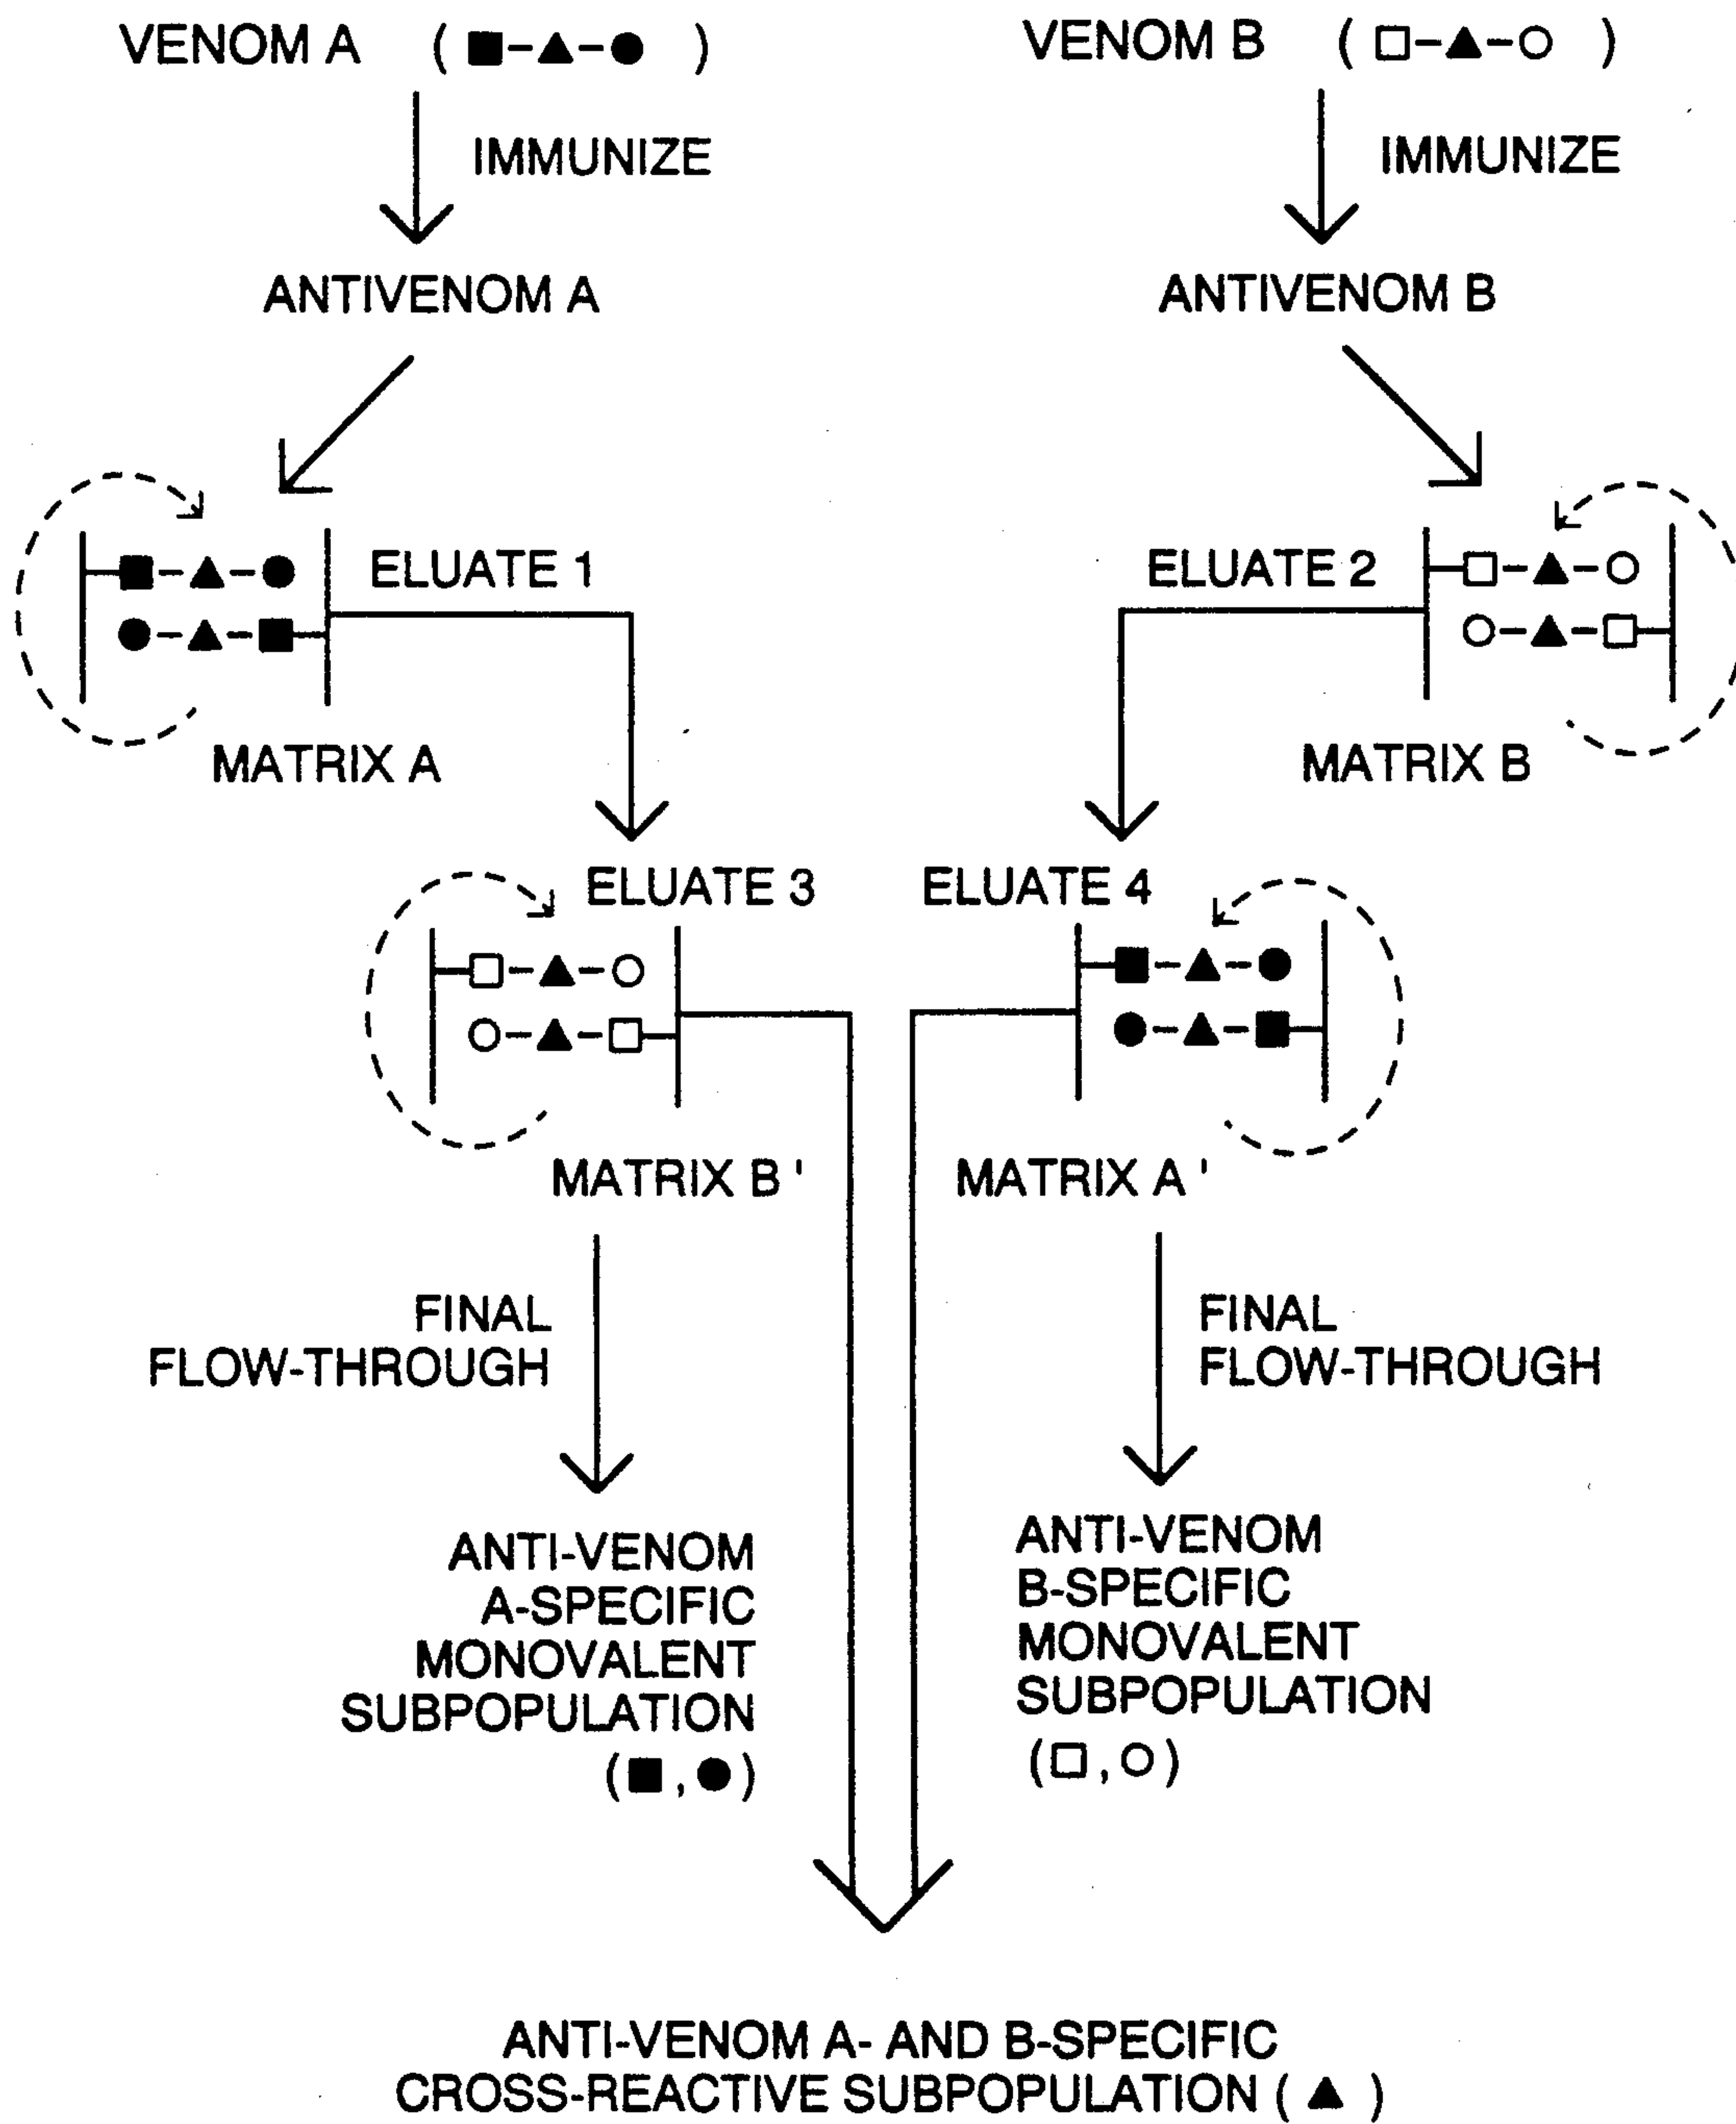 VENOM A ( ■-▲-● )
VENOM B ( □-▲-○ )
IMMUNIZE
IMMUNIZE
ANTIVENOM A
ANTIVENOM B
ELUATE 1
ELUATE 2
MATRIX A
MATRIX B
ELUATE 3
ELUATE 4
MATRIX B '
MATRIX A '
FINAL
FLOW-THROUGH
FINAL
FLOW-THROUGH
ANTI-VENOM
A-SPECIFIC
MONOVALENT
SUBPOPULATION
(■,●)
ANTI-VENOM
B-SPECIFIC
MONOVALENT
SUBPOPULATION
(□,○)
ANTI-VENOM A- AND B-SPECIFIC
CROSS-REACTIVE SUBPOPULATION ( ▲ )